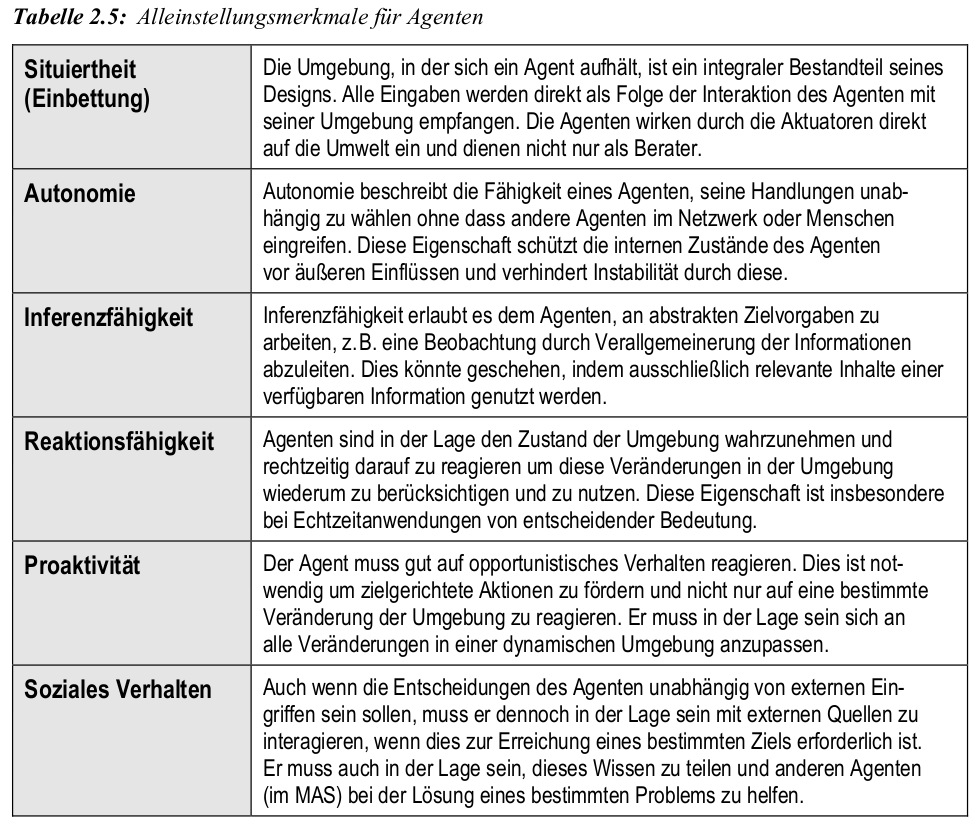 Tabelle 2.5: Alleinstellungsmerkmale für Agenten
Situiertheit
(Einbettung)
Die Umgebung, in der sich ein Agent aufhält, ist ein integraler Bestandteil seines
Designs. Alle Eingaben werden direkt als Folge der Interaktion des Agenten mit
seiner Umgebung empfangen. Die Agenten wirken durch die Aktuatoren direkt
auf die Umwelt ein und dienen nicht nur als Berater.
Autonomie
Autonomie beschreibt die Fähigkeit eines Agenten, seine Handlungen unab-
hängig zu wählen ohne dass andere Agenten im Netzwerk oder Menschen
eingreifen. Diese Eigenschaft schützt die internen Zustände des Agenten
vor äußeren Einflüssen und verhindert Instabilität durch diese.
Inferenzfähigkeit
Inferenzfähigkeit erlaubt es dem Agenten, an abstrakten Zielvorgaben zu
arbeiten, z.B. eine Beobachtung durch Verallgemeinerung der Informationen
abzuleiten. Dies könnte geschehen, indem ausschließlich relevante Inhalte einer
verfügbaren Information genutzt werden.
Reaktionsfähigkeit
Agenten sind in der Lage den Zustand der Umgebung wahrzunehmen und
rechtzeitig darauf zu reagieren um diese Veränderungen in der Umgebung
wiederum zu berücksichtigen und zu nutzen. Diese Eigenschaft ist insbesondere
bei Echtzeitanwendungen von entscheidender Bedeutung.
Proaktivität
Der Agent muss gut auf opportunistisches Verhalten reagieren. Dies ist not-
wendig um zielgerichtete Aktionen zu fördern und nicht nur auf eine bestimmte
Veränderung der Umgebung zu reagieren. Er muss in der Lage sein sich an
alle Veränderungen in einer dynamischen Umgebung anzupassen.
Soziales Verhalten
Auch wenn die Entscheidungen des Agenten unabhängig von externen Ein-
griffen sein sollen, muss er dennoch in der Lage sein mit externen Quellen zu
interagieren, wenn dies zur Erreichung eines bestimmten Ziels erforderlich ist.
Er muss auch in der Lage sein, dieses Wissen zu teilen und anderen Agenten
(im MAS) bei der Lösung eines bestimmten Problems zu helfen.